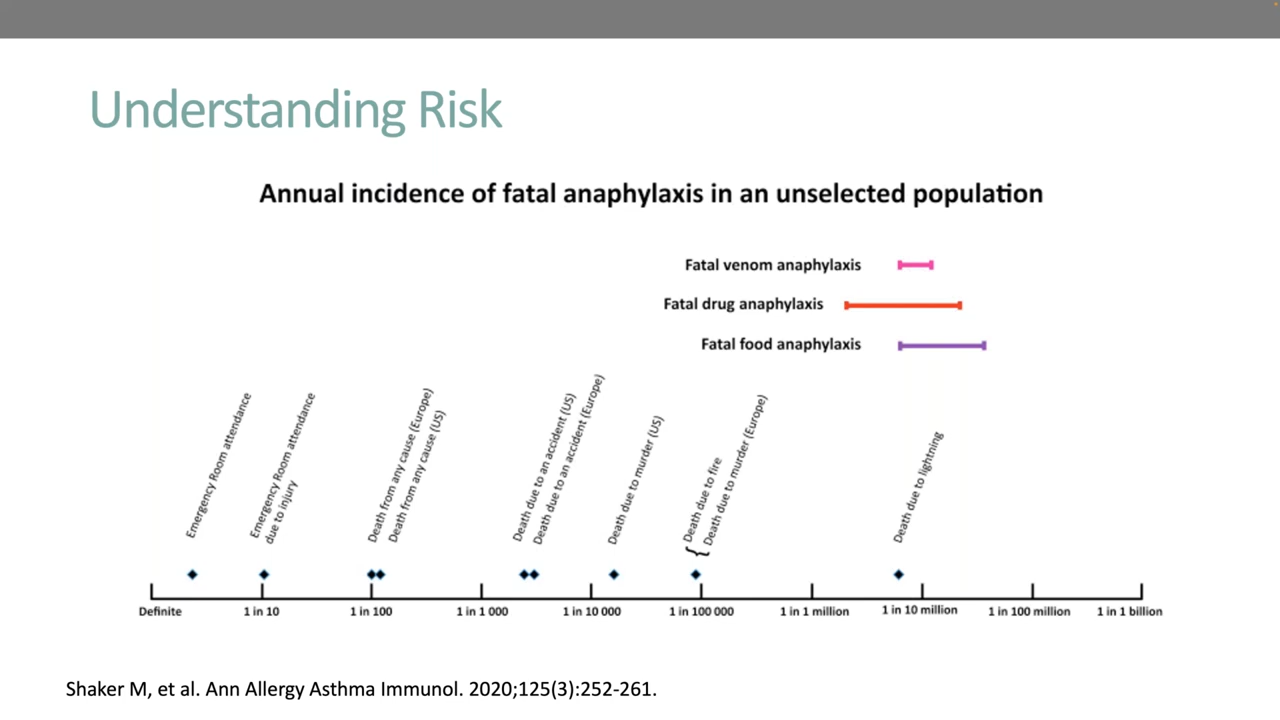 Understanding Risk
Annual incidence of fatal anaphylaxis in an unselected population
Fatal venom anaphylaxis
Fatal drug anaphylaxis
Fatal food anaphylaxis
Emergency Room attendance
Emergency Room attendance
due to injury
Death from any cause (Europe)
Death from any cause (US)
Death due to an accident (US)
Death due to an accident (Europe)
Death due to murder (US)
Death due to fire
Death due to murder (Europe)
Death due to lightning
Definite
1 in 10
1 in 100
1 in 1 000
1 in 10 000
1 in 100 000
1 in 1 million
1 in 10 million
1 in 100 million
1 in 1 billion
Shaker M, et al. Ann Allergy Asthma Immunol. 2020;125(3):252-261.